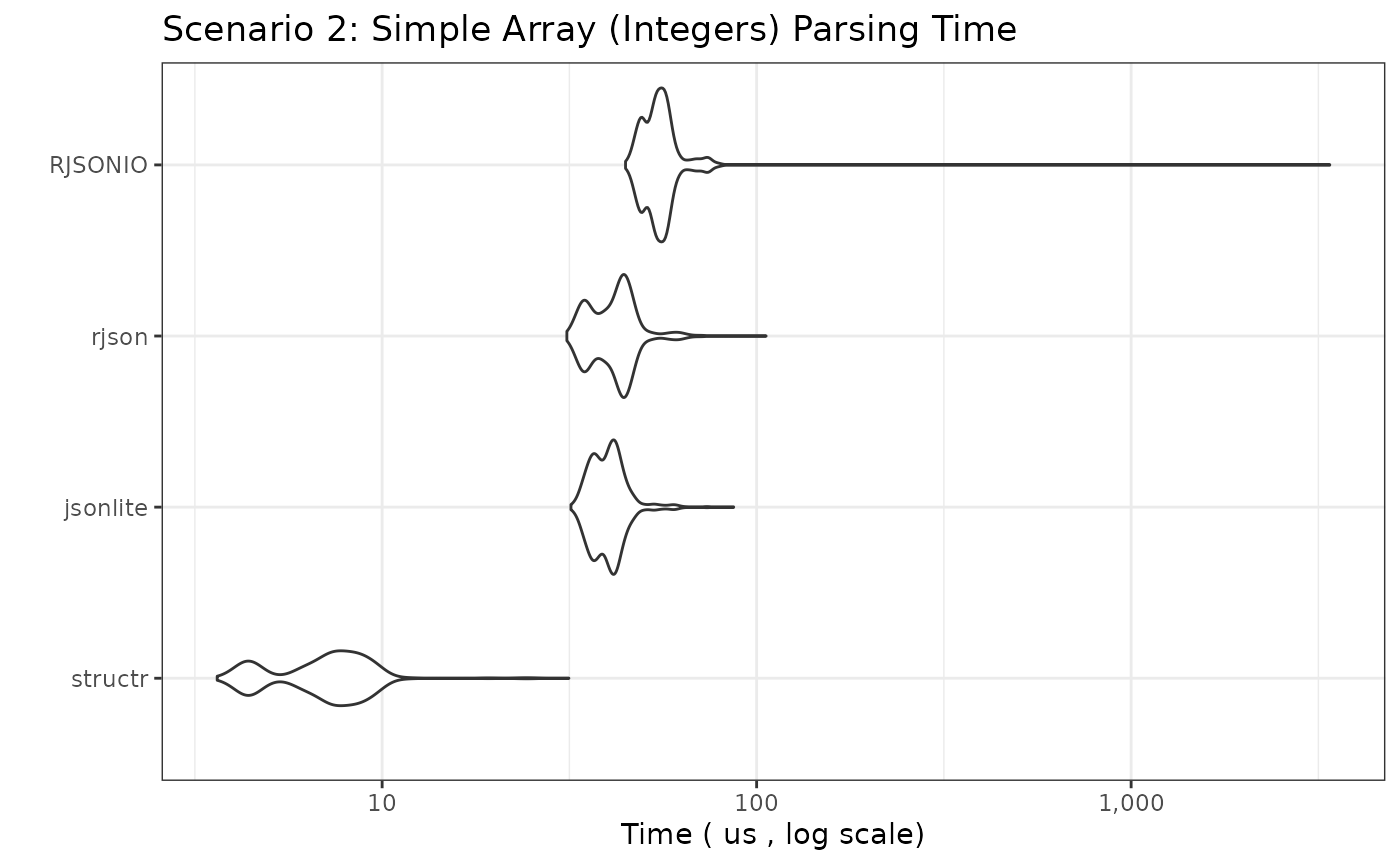 Scenario 2: Simple Array (Integers) Parsing Time
RJSONIO
rjson
jsonlite
structr
10 100 1,000
Time ( us , log scale)